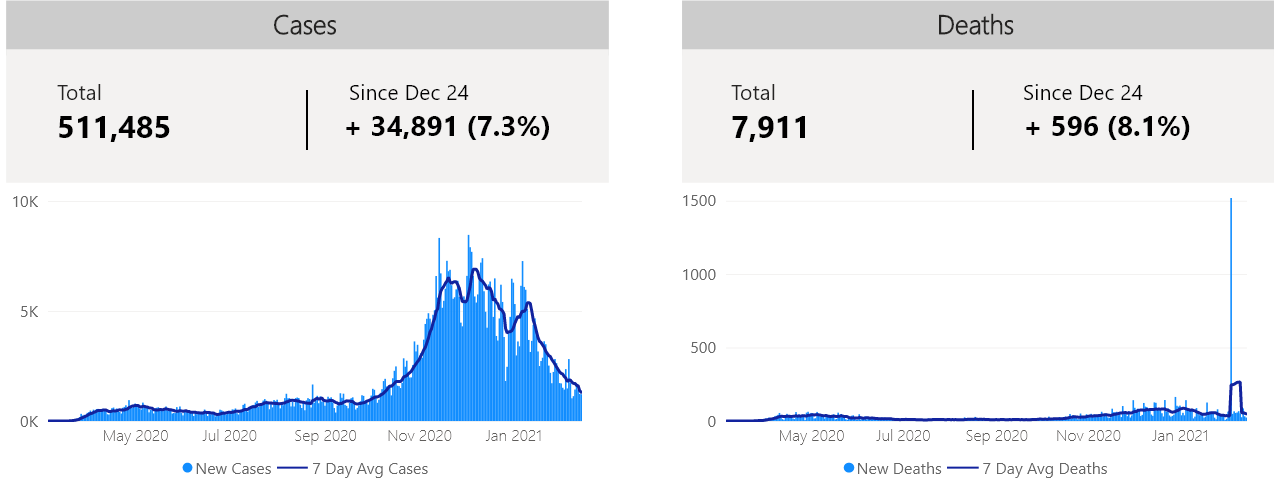 Cases
Total
Since Dec 24
511,485
+ 34,891 (7.3%)
10K
5K
0K
May 2020
Jul 2020
Sep 2020
Nov 2020
Jan 2021
New Cases
7 Day Avg Cases
Deaths
Total
Since Dec 24
7,911
+ 596 (8.1%)
1500
1000
500
0
May 2020
Jul 2020
Sep 2020
Nov 2020
Jan 2021
New Deaths
7 Day Avg Deaths